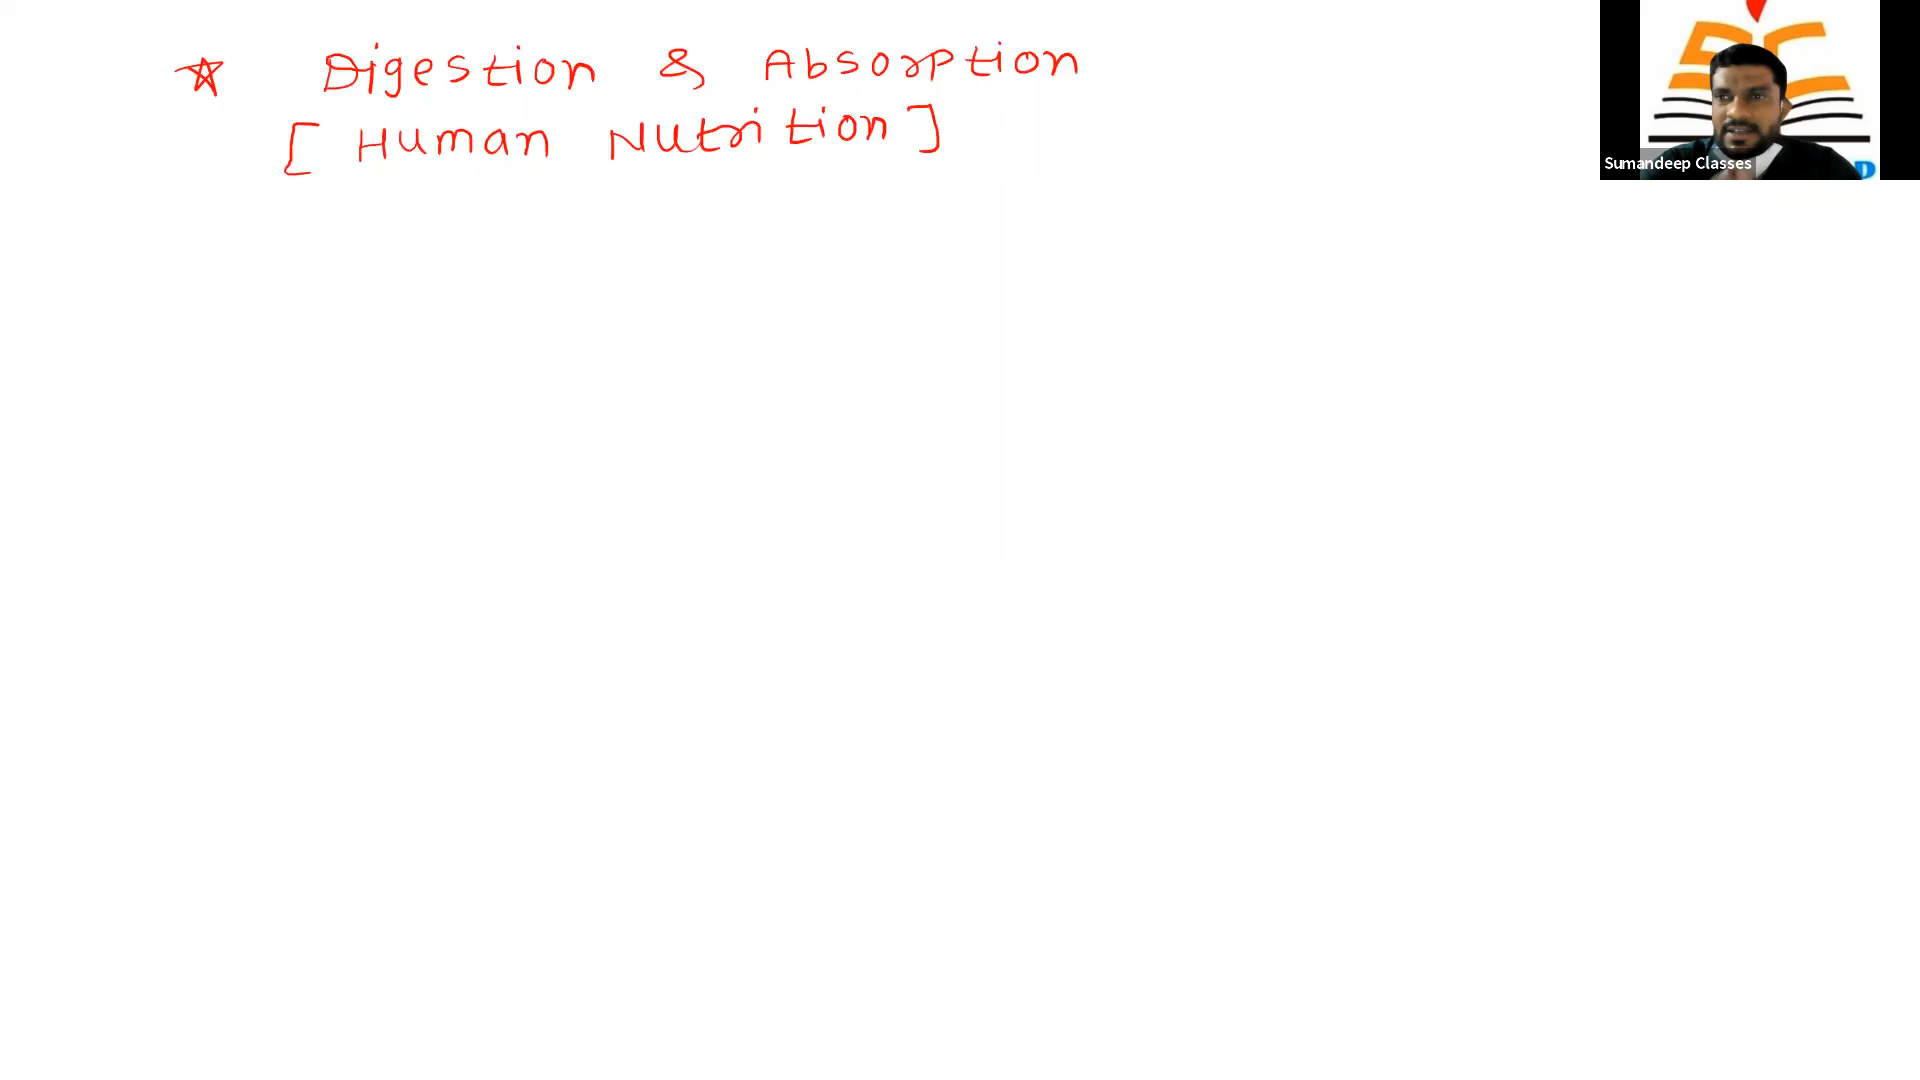 ☆ Digestion & Absorption
[ Human Nutrition ]
Sumandeep Classes
P